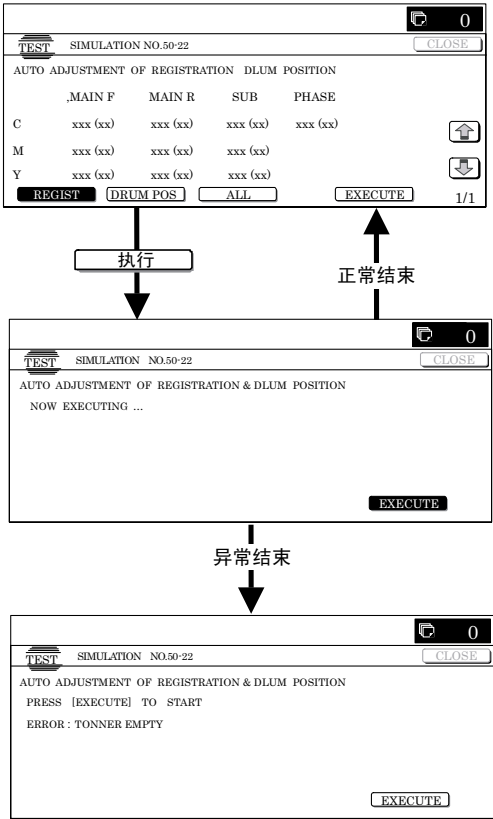 0
TEST SIMULATION NO.50-22 CLOSE
AUTO ADJUSTMENT OF REGISTRATION DLUM POSITION
,MAIN F MAIN R SUB PHASE
C xxx (xx) xxx (xx) xxx (xx) xxx (xx)
M xxx (xx) xxx (xx) xxx (xx)
Y xxx (xx) xxx (xx) xxx (xx)
REGIST DRUM POS ALL EXECUTE 1/1
执行
正常结束
0
TEST SIMULATION NO.50-22 CLOSE
AUTO ADJUSTMENT OF REGISTRATION & DLUM POSITION
NOW EXECUTING ...
EXECUTE
异常结束
0
TEST SIMULATION NO.50-22 CLOSE
AUTO ADJUSTMENT OF REGISTRATION & DLUM POSITION
PRESS [EXECUTE] TO START
ERROR : TONNER EMPTY
EXECUTE